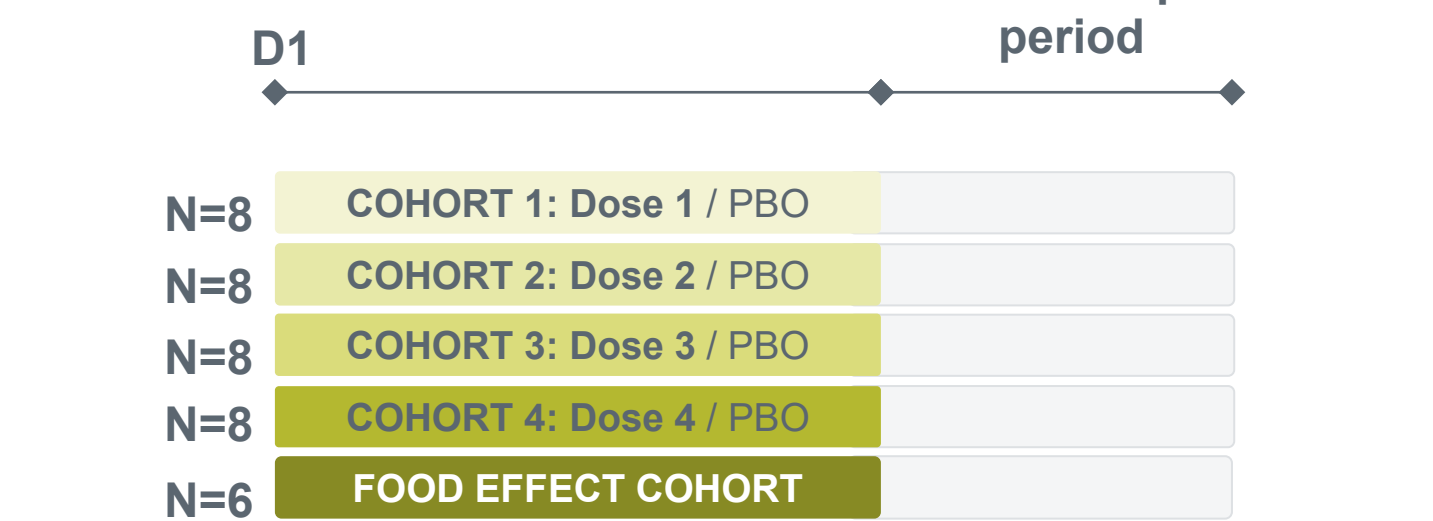 period
D1
N=8 COHORT 1: Dose 1 / PBO
N=8 COHORT 2: Dose 2 / PBO
N=8 COHORT 3: Dose 3 / PBO
N=8 COHORT 4: Dose 4 / PBO
N=6 FOOD EFFECT COHORT